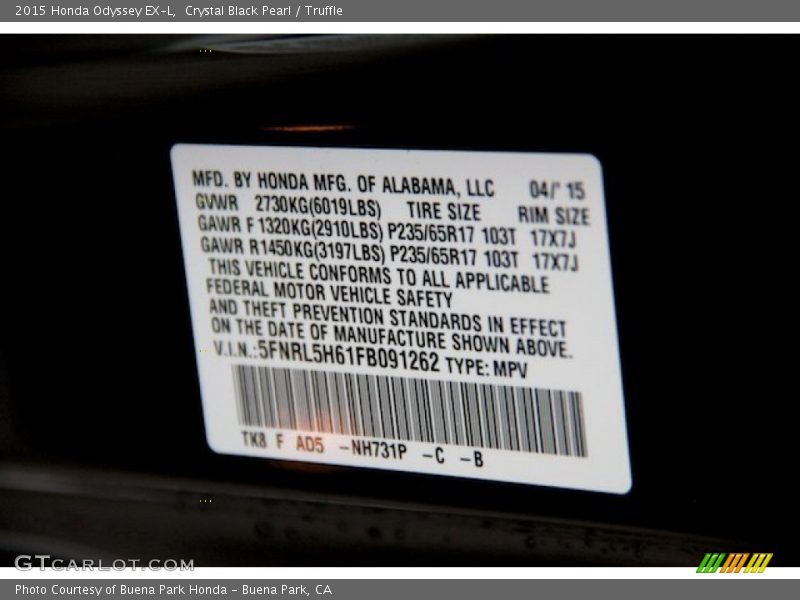 2015 Honda Odyssey EX-L, Crystal Black Pearl / Truffle
MFD. BY HONDA MFG. OF ALABAMA, LLC 04/' 15
GVWR 2730KG(6019LBS) TIRE SIZE RIM SIZE
GAWR F 1320KG(2910LBS) P235/65R17 103T 17X7J
GAWR R1450KG(3197LBS) P235/65R17 103T 17X7J
THIS VEHICLE CONFORMS TO ALL APPLICABLE
FEDERAL MOTOR VEHICLE SAFETY
AND THEFT PREVENTION STANDARDS IN EFFECT
ON THE DATE OF MANUFACTURE SHOWN ABOVE.
V.I.N.:5FNRL5H61FB091262 TYPE: MPV
TK8 F AD5 -NH731P -C -B
GTCARLOT.COM
Photo Courtesy of Buena Park Honda - Buena Park, CA